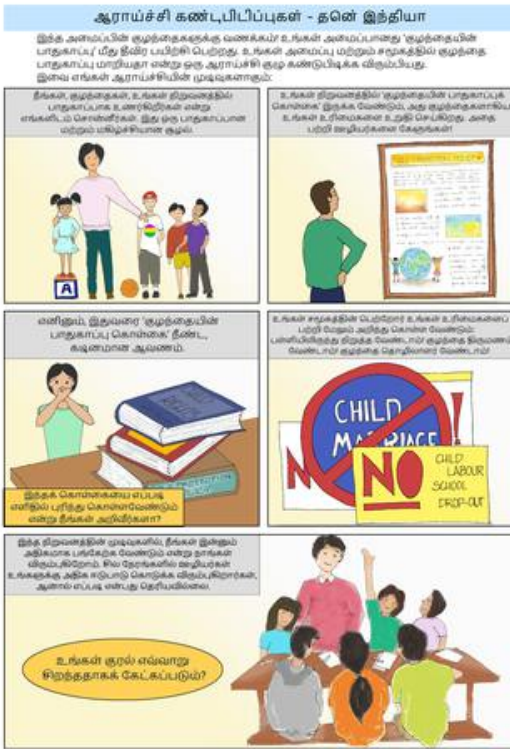 ஆராய்ச்சி கண்டபிடிப்புகள் - தனெ் இந்தியா
இந்த அமைப்பின் குழந்தைகளுக்கு வணக்கம்! உங்கள் அமைப்பானது 'குழந்தையின்
பாதுகாப்பு' மீது தீவிர பயிற்சி பெற்றது. உங்கள் அமைப்பு மற்றும் சமூகத்தில் குழந்தை
பாதுகாப்பு மாறியதா என்று ஒரு ஆராய்ச்சி குழு கண்டுபிடிக்க விரும்பியது.
இவை எங்கள் ஆராய்ச்சியின் முடிவுகளாகும்:
நீங்கள், குழந்தைகள், உங்கள் நிறுவனத்தில்
பாதுகாப்பாக உணர்கிறீர்கள் என்று
எங்களிடம் சொன்னீர்கள். இது ஒரு பாதுகாப்பான
மற்றும் மகிழ்ச்சியான சூழல்.
A
உங்கள் நிறுவனத்தில் 'குழந்தையின் பாதுகாப்புக்
கொள்கை' இருக்க வேண்டும், அது குழந்தைகளாகிய
உங்கள் உரிமைகளை உறுதி செய்கிறது. அதை
பற்றி ஊழியர்களை கேளுங்கள்!
எனினும், இதுவரை 'குழந்தையின்
பாதுகாப்பு கொள்கை' நீண்ட,
கடினமான ஆவணம்.
CHILD
இந்தக் கொள்கையை எப்படி
எளிதில் புரிந்து கொள்ளவேண்டும்
என்று நீங்கள் அறிவீர்களா?
உங்கள் சமூகத்தின் பெற்றோர் உங்கள் உரிமைகளைப்
பற்றி மேலும் அறிந்து கொள்ள வேண்டும்:
பள்ளியிலிருந்து நிறுத்த வேண்டாம்! குழந்தை திருமணம்
வேண்டாம்! குழந்தை தொழிலாளர் வேண்டாம்!
CHILD
MARRIAGE
N
!
NO
CHILD
LABOUR
SCHOOL
DROP-OUT
இந்த நிறுவனத்தின் முடிவுகளில், நீங்கள் இன்னும்
அதிகமாக பங்கேற்க வேண்டும் என்று நாங்கள்
விரும்புகிறோம். சில நேரங்களில் ஊழியர்கள்
உங்களுக்கு அதிக ஈடுபாடு கொடுக்க விரும்புகிறார்கள்,
ஆனால் எப்படி என்பது தெரியவில்லை.
உங்கள் குரல் எவ்வாறு
சிறந்ததாகக் கேட்கப்படும்?